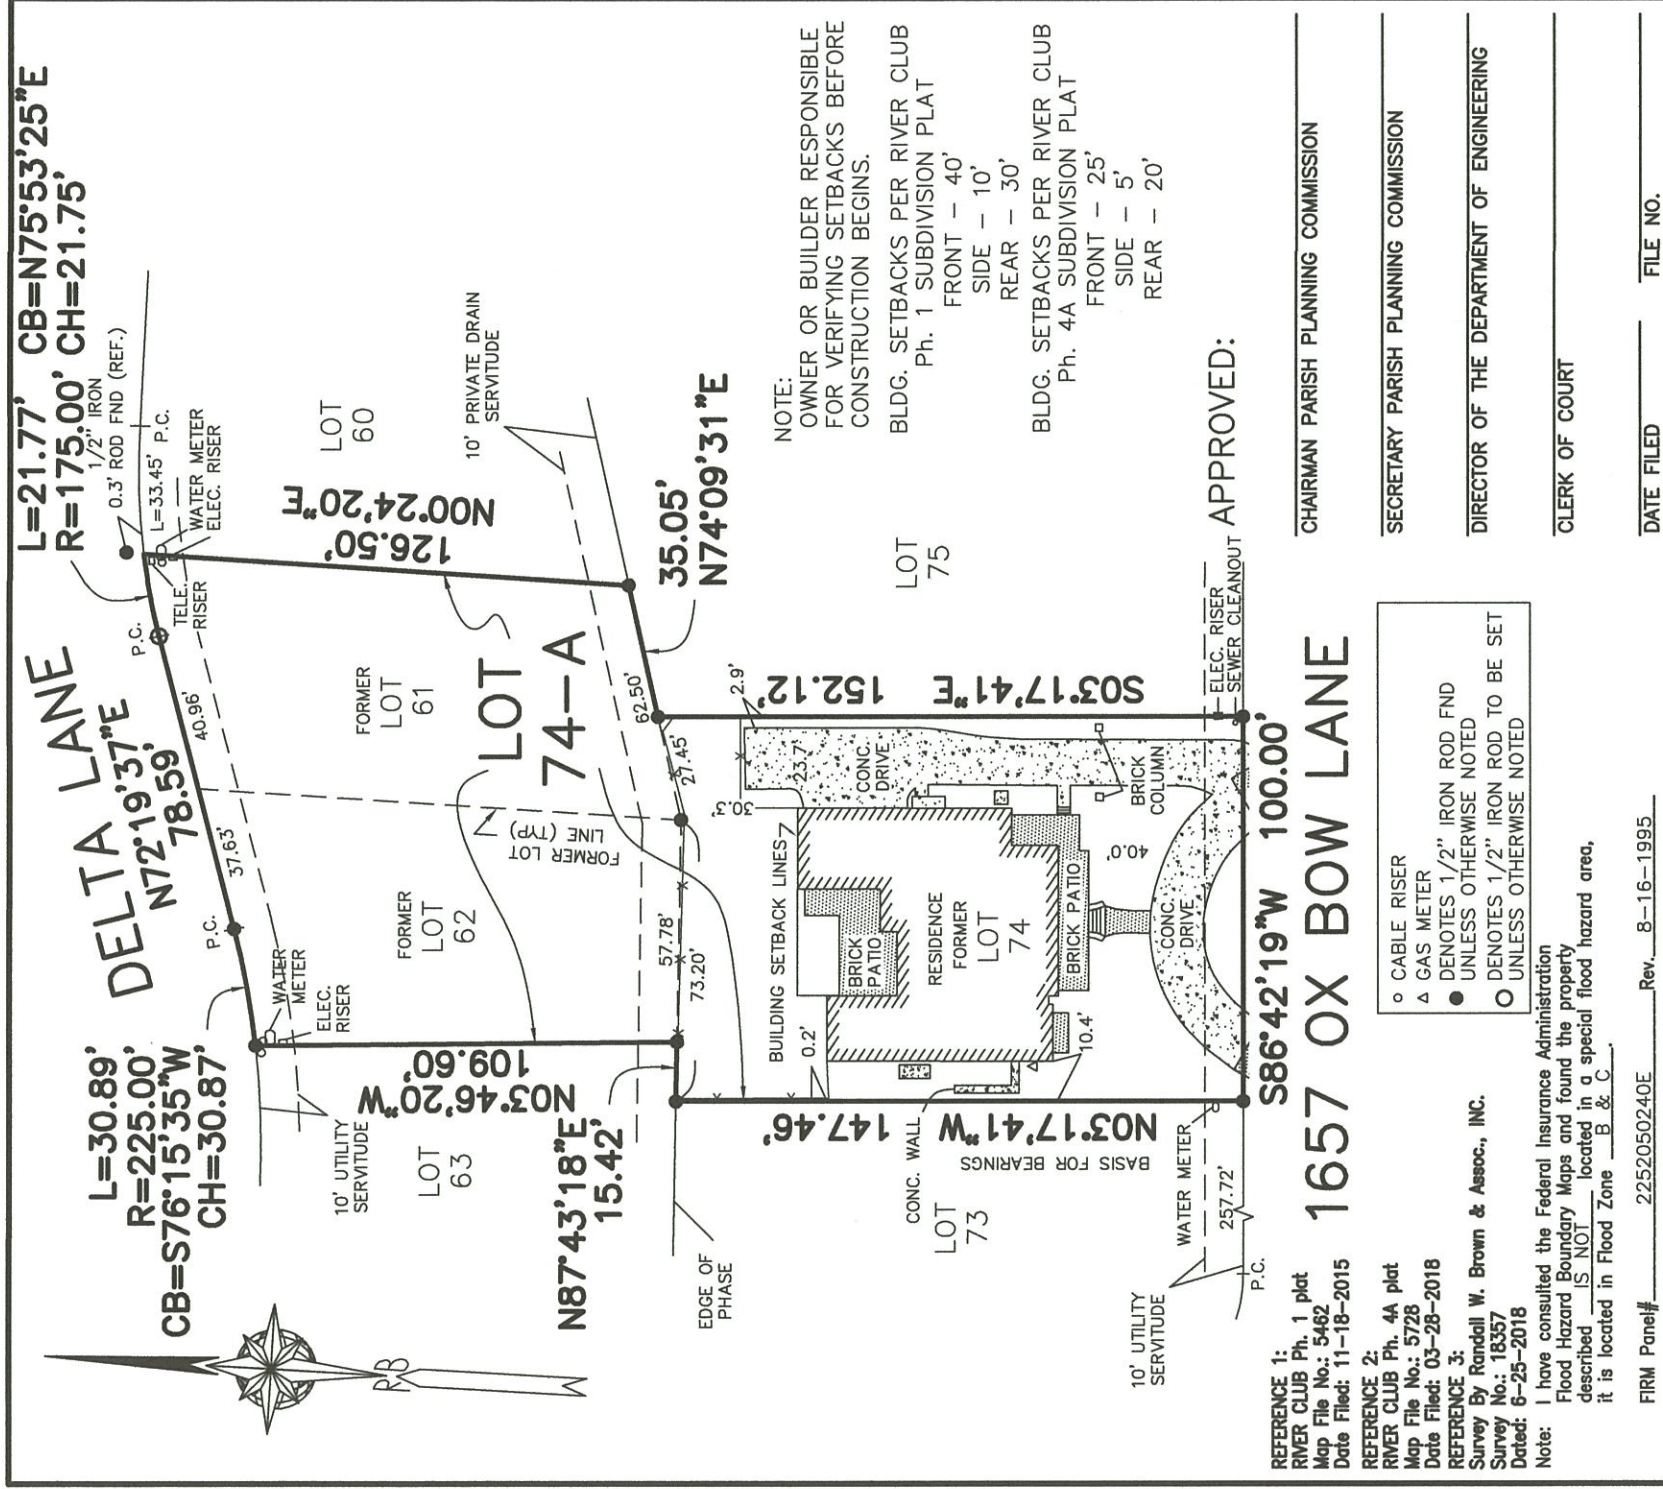 L=21.77' CB=N75°53'25"E
R=175.00' CH=21.75'
1/2" IRON
0.3' ROD FND (REF.)
L=33.45' P.C.
WATER METER
ELEC. RISER
TELE.
RISER
P.C.
DELTA LANE
N72°19'37"E
78.59'
40.96'
37.63'
P.C.
L=30.89'
R=225.00'
CB=S76°15'35"W
CH=30.87'
WATER
METER
ELEC.
RISER
10' UTILITY
SERVITUDE
LOT
60
N00°24'20"E
126.50'
10' PRIVATE DRAIN
SERVITUDE
FORMER
LOT
61
LOT
74-A
FORMER LOT
LINE (TYP)
FORMER
LOT
62
N03°46'20"W
109.60'
LOT
63
35.05'
N74°09'31"E
62.50'
27.45'
57.78'
73.20'
N87°43'18"E
15.42'
EDGE OF
PHASE
LOT
75
2.9'
S03°17'41"E 152.12'
23.7'
30.3'
CONC.
DRIVE
BUILDING SETBACK LINES
0.2'
BRICK
PATIO
RESIDENCE
FORMER
LOT
74
BRICK PATIO
BRICK
COLUMN
40.0'
10.4'
CONC.
DRIVE
CONC. WALL
N03°17'41"W 147.46'
BASIS FOR BEARINGS
LOT
73
WATER METER
257.72'
P.C.
10' UTILITY
SERVITUDE
ELEC. RISER
SEWER CLEANOUT
S86°42'19"W 100.00'
1657 OX BOW LANE
RB
NOTE:
OWNER OR BUILDER RESPONSIBLE
FOR VERIFYING SETBACKS BEFORE
CONSTRUCTION BEGINS.
BLDG. SETBACKS PER RIVER CLUB
Ph. 1 SUBDIVISION PLAT
FRONT - 40'
SIDE - 10'
REAR - 30'
BLDG. SETBACKS PER RIVER CLUB
Ph. 4A SUBDIVISION PLAT
FRONT - 25'
SIDE - 5'
REAR - 20'
APPROVED:
CHAIRMAN PARISH PLANNING COMMISSION
SECRETARY PARISH PLANNING COMMISSION
DIRECTOR OF THE DEPARTMENT OF ENGINEERING
CLERK OF COURT
DATE FILED FILE NO.
CABLE RISER
GAS METER
DENOTES 1/2" IRON ROD FND
UNLESS OTHERWISE NOTED
DENOTES 1/2" IRON ROD TO BE SET
UNLESS OTHERWISE NOTED
REFERENCE 1:
RIVER CLUB Ph. 1 plat
Map File No.: 5462
Date Filed: 11-18-2015
REFERENCE 2:
RIVER CLUB Ph. 4A plat
Map File No.: 5728
Date Filed: 03-28-2018
REFERENCE 3:
Survey By Randall W. Brown & Assoc., INC.
Survey No.: 18357
Dated: 6-25-2018
Note: I have consulted the Federal Insurance Administration
Flood Hazard Boundary Maps and found the property
described IS NOT located in a special flood hazard area,
it is located in Flood Zone B & C.
FIRM Panel# 2252050240E Rev. 8-16-1995